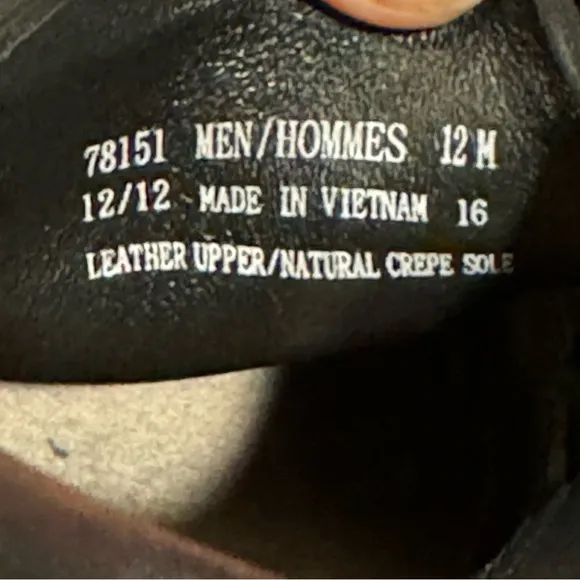 78151 MEN/HOMMES 12 M
12/12 MADE IN VIETNAM 16
LEATHER UPPER/NATURAL CREPE SOLE